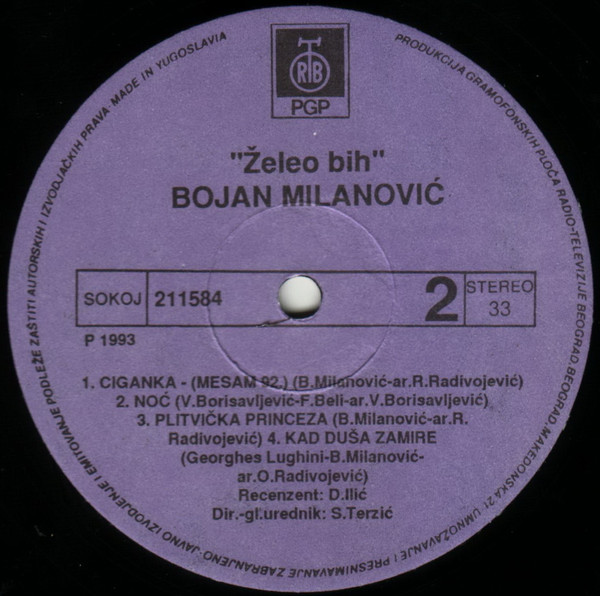 PRODUKCIJA GRAMOFONSKIH PLOČA RADIO-TELEVIZIJE BEOGRAD, BEOGRAD, MAKEDONSKA 21. UMNOŽAVANJE I PRESNIMAVANJE ZABRANJENO. JAVNO IZVODJENJE I EMITOVANJE PODLEŽE ZAŠTITI AUTORSKIH I IZVODJAČKIH PRAVA· MADE IN YUGOSLAVIA
RTB
PGP
"Želeo bih"
BOJAN MILANOVIĆ
SOKOJ 211584 2 STEREO
33
P 1993
1. CIGANKA - (MESAM 92.) (B.Milanović-ar.R.Radivojević)
2. NOĆ (V.Borisavljević-F.Beli-ar.V.Borisavljević)
3. PLITVIČKA PRINCEZA (B.Milanović-ar.R.
Radivojević) 4. KAD DUŠA ZAMIRE
(Georghes Lughini-B.Milanović-
ar.O.Radivojević)
Recenzent: D.Ilić
Dir.-gl.urednik: S.Terzić